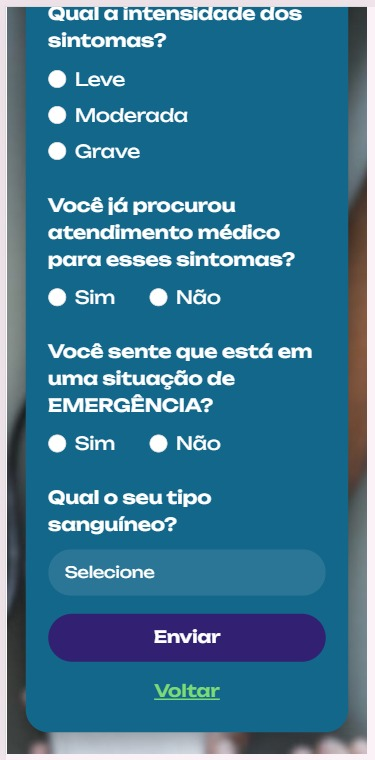 Qual a intensidade dos
sintomas?
Leve
Moderada
Grave
Você já procurou
atendimento médico
para esses sintomas?
Sim Não
Você sente que está em
uma situação de
EMERGÊNCIA?
Sim Não
Qual o seu tipo
sanguíneo?
Selecione
Enviar
Voltar